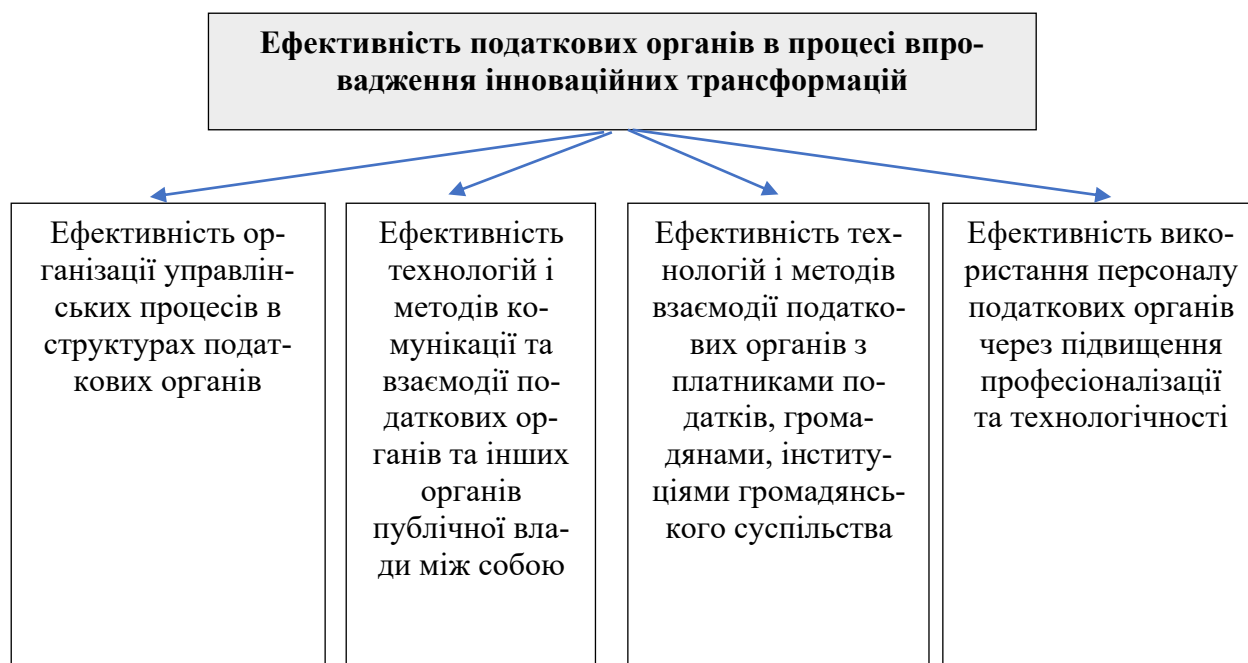 Ефективність податкових органів в процесі впро-
вадження інноваційних трансформацій
Ефективність ор-
ганізації управлін-
ських процесів в
структурах подат-
кових органів
Ефективність
технологій і
методів ко-
мунікації та
взаємодії по-
даткових ор-
ганів та інших
органів
публічної вла-
ди між собою
Ефективність тех-
нологій і методів
взаємодії податко-
вих органів з
платниками по-
датків, грома-
дянами, інститу-
ціями громадянсь-
кого суспільства
Ефективність вико-
ристання персоналу
податкових органів
через підвищення
професіоналізації
та технологічності